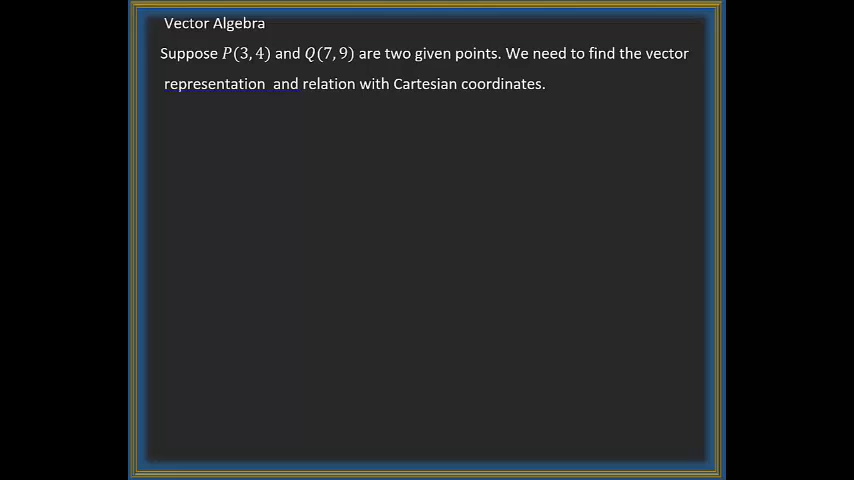 Vector Algebra
Suppose P(3, 4) and Q(7, 9) are two given points. We need to find the vector
representation and relation with Cartesian coordinates.